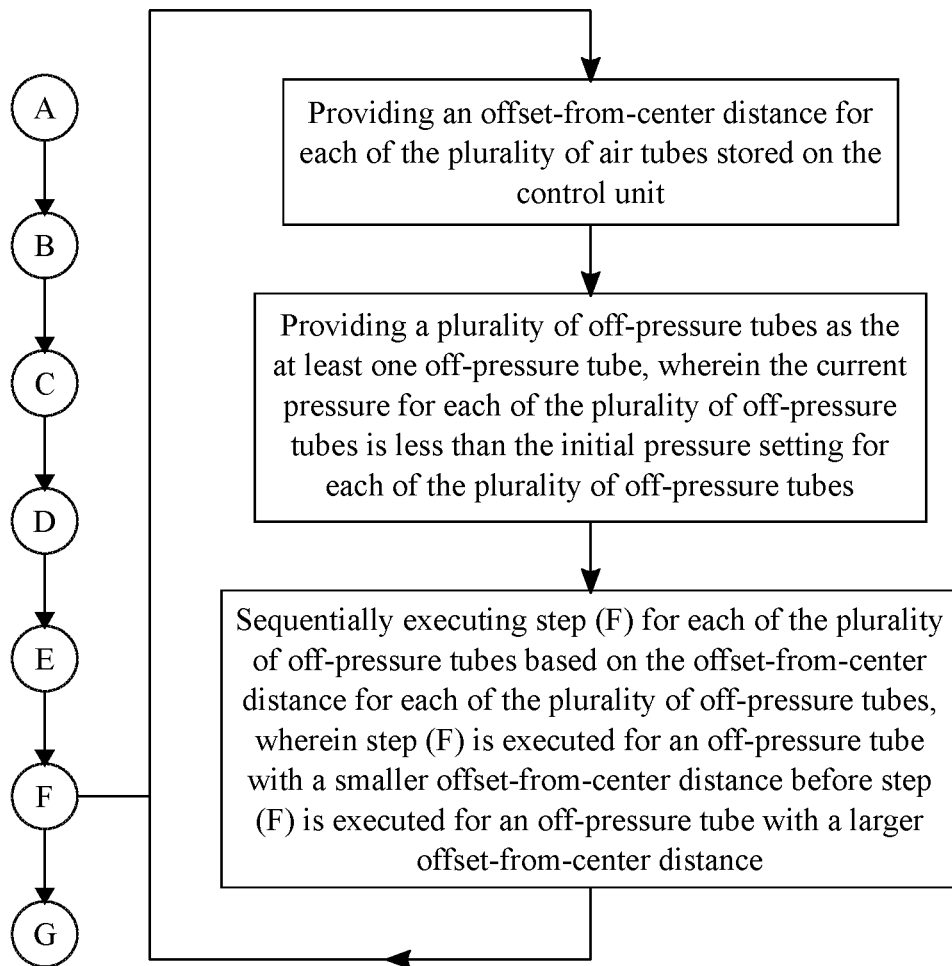 A
B
C
D
E
F
G
Providing an offset-from-center distance for
each of the plurality of air tubes stored on the
control unit
Providing a plurality of off-pressure tubes as the
at least one off-pressure tube, wherein the current
pressure for each of the plurality of off-pressure
tubes is less than the initial pressure setting for
each of the plurality of off-pressure tubes
Sequentially executing step (F) for each of the plurality
of off-pressure tubes based on the offset-from-center
distance for each of the plurality of off-pressure tubes,
wherein step (F) is executed for an off-pressure tube
with a smaller offset-from-center distance before step
(F) is executed for an off-pressure tube with a larger
offset-from-center distance